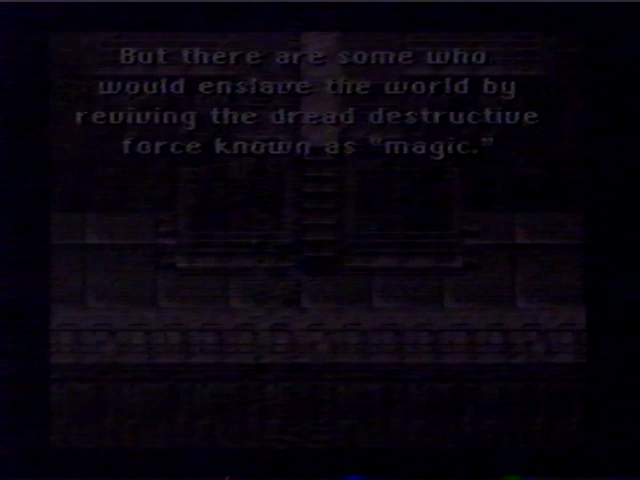 But there are some who
would enslave the world by
reviving the dread destructive
force known as "magic."